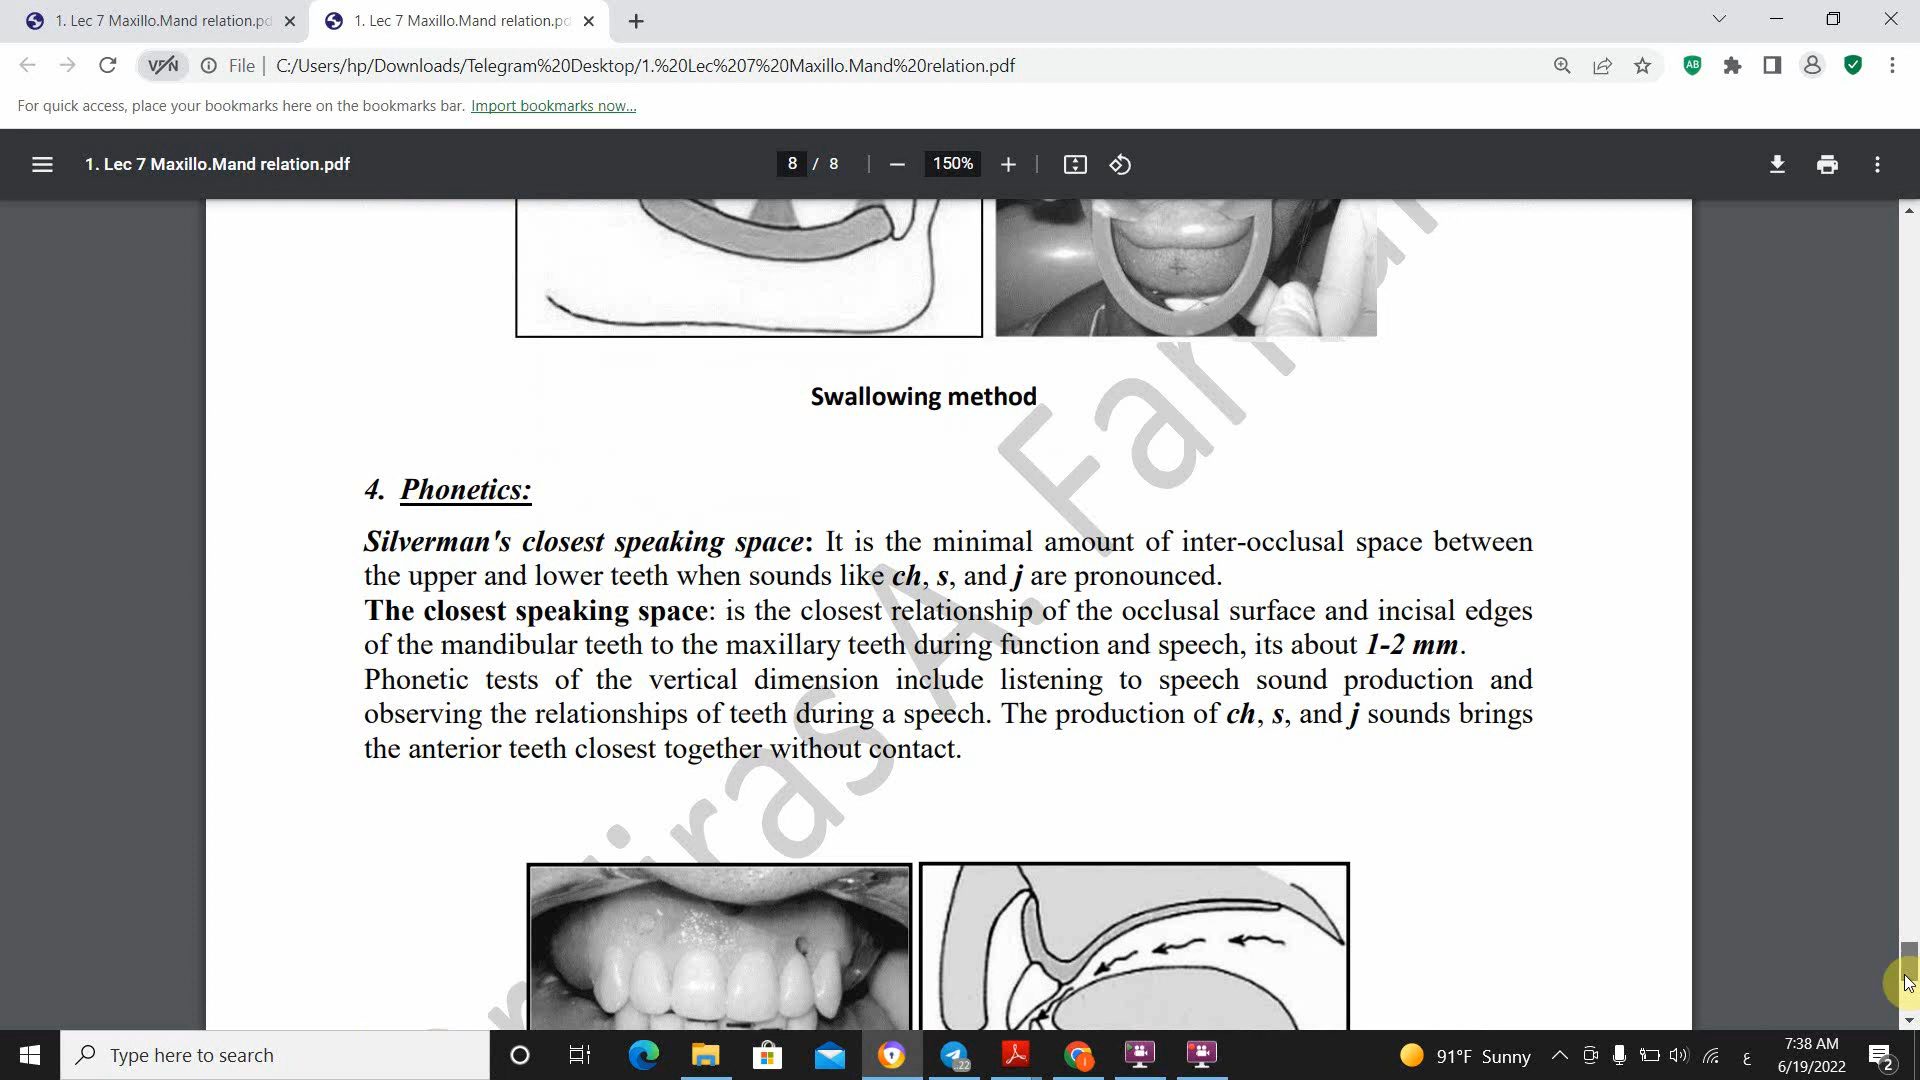 1. Lec 7 Maxillo.Mand relation.pd
1. Lec 7 Maxillo.Mand relation.pd
VPN
File
C:/Users/hp/Downloads/Telegram%20Desktop/1.%20Lec%207%20Maxillo.Mand%20relation.pdf
AB
For quick access, place your bookmarks here on the bookmarks bar. Import bookmarks now...
1. Lec 7 Maxillo.Mand relation.pdf
8 / 8
150%
Swallowing method
4. Phonetics:
Silverman's closest speaking space: It is the minimal amount of inter-occlusal space between
the upper and lower teeth when sounds like ch, s, and j are pronounced.
The closest speaking space: is the closest relationship of the occlusal surface and incisal edges
of the mandibular teeth to the maxillary teeth during function and speech, its about 1-2 mm.
Phonetic tests of the vertical dimension include listening to speech sound production and
observing the relationships of teeth during a speech. The production of ch, s, and j sounds brings
the anterior teeth closest together without contact.
Type here to search
22
91°F Sunny
ع
7:38 AM
6/19/2022
2